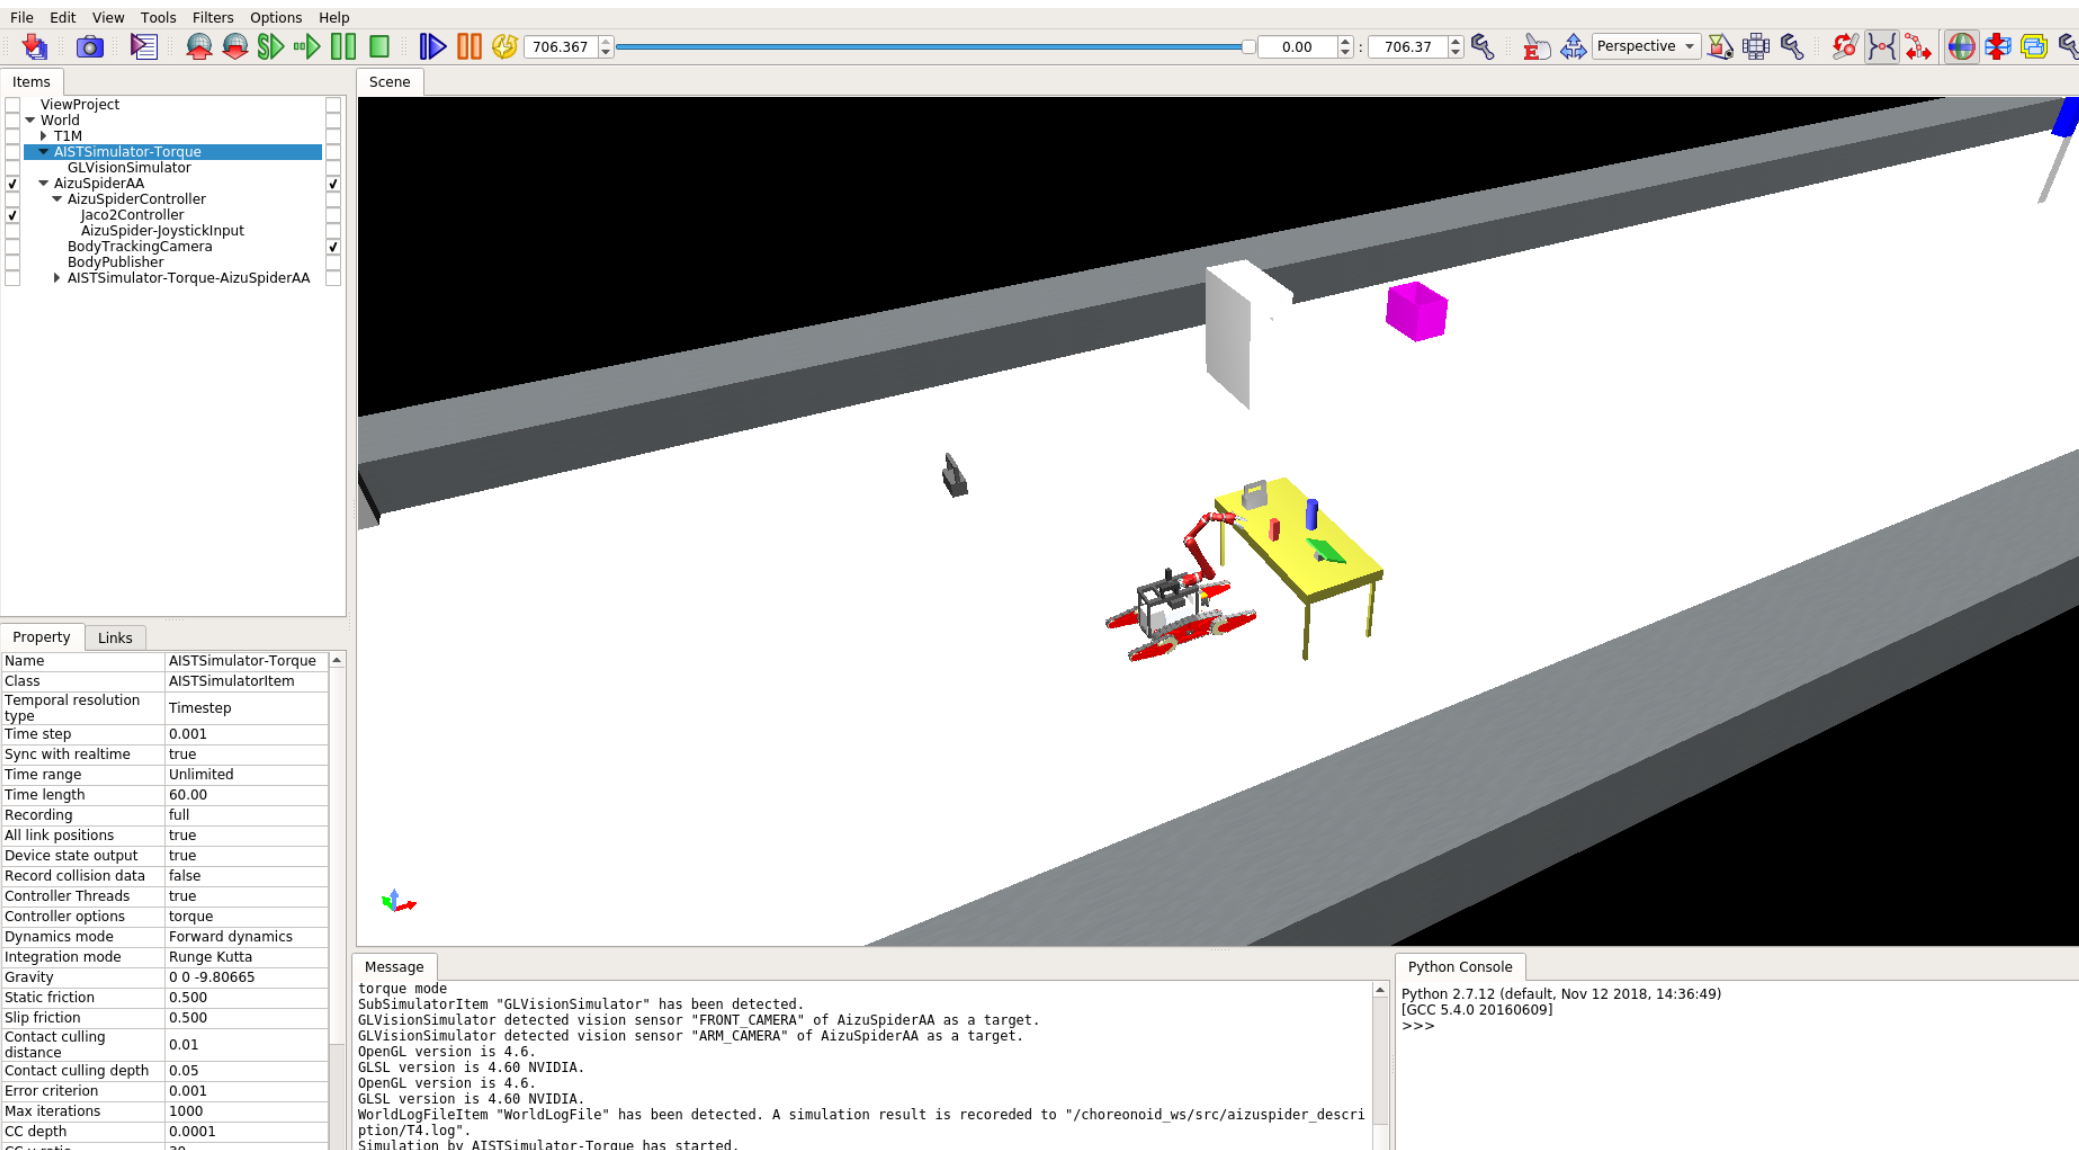 File Edit View Tools Filters Options Help
706.367 0.00 : 706.37 Perspective
Items
ViewProject
World
T1M
AISTSimulator-Torque
GLVisionSimulator
AizuSpiderAA
AizuSpiderController
Jaco2Controller
AizuSpider-JoystickInput
BodyTrackingCamera
BodyPublisher
AISTSimulator-Torque-AizuSpiderAA
Scene
Property Links
Name AISTSimulator-Torque
Class AISTSimulatorItem
Temporal resolution
type Timestep
Time step 0.001
Sync with realtime true
Time range Unlimited
Time length 60.00
Recording full
All link positions true
Device state output true
Record collision data false
Controller Threads true
Controller options torque
Dynamics mode Forward dynamics
Integration mode Runge Kutta
Gravity 0 0 -9.80665
Static friction 0.500
Slip friction 0.500
Contact culling
distance 0.01
Contact culling depth 0.05
Error criterion 0.001
Max iterations 1000
CC depth 0.0001
Message
torque mode
SubSimulatorItem "GLVisionSimulator" has been detected.
GLVisionSimulator detected vision sensor "FRONT_CAMERA" of AizuSpiderAA as a target.
GLVisionSimulator detected vision sensor "ARM_CAMERA" of AizuSpiderAA as a target.
OpenGL version is 4.6.
GLSL version is 4.60 NVIDIA.
OpenGL version is 4.6.
GLSL version is 4.60 NVIDIA.
WorldLogFileItem "WorldLogFile" has been detected. A simulation result is recoreded to "/choreonoid_ws/src/aizuspider_descri
ption/T4.log".
Simulation by AISTSimulator-Torque has started.
Python Console
Python 2.7.12 (default, Nov 12 2018, 14:36:49)
[GCC 5.4.0 20160609]
>>>